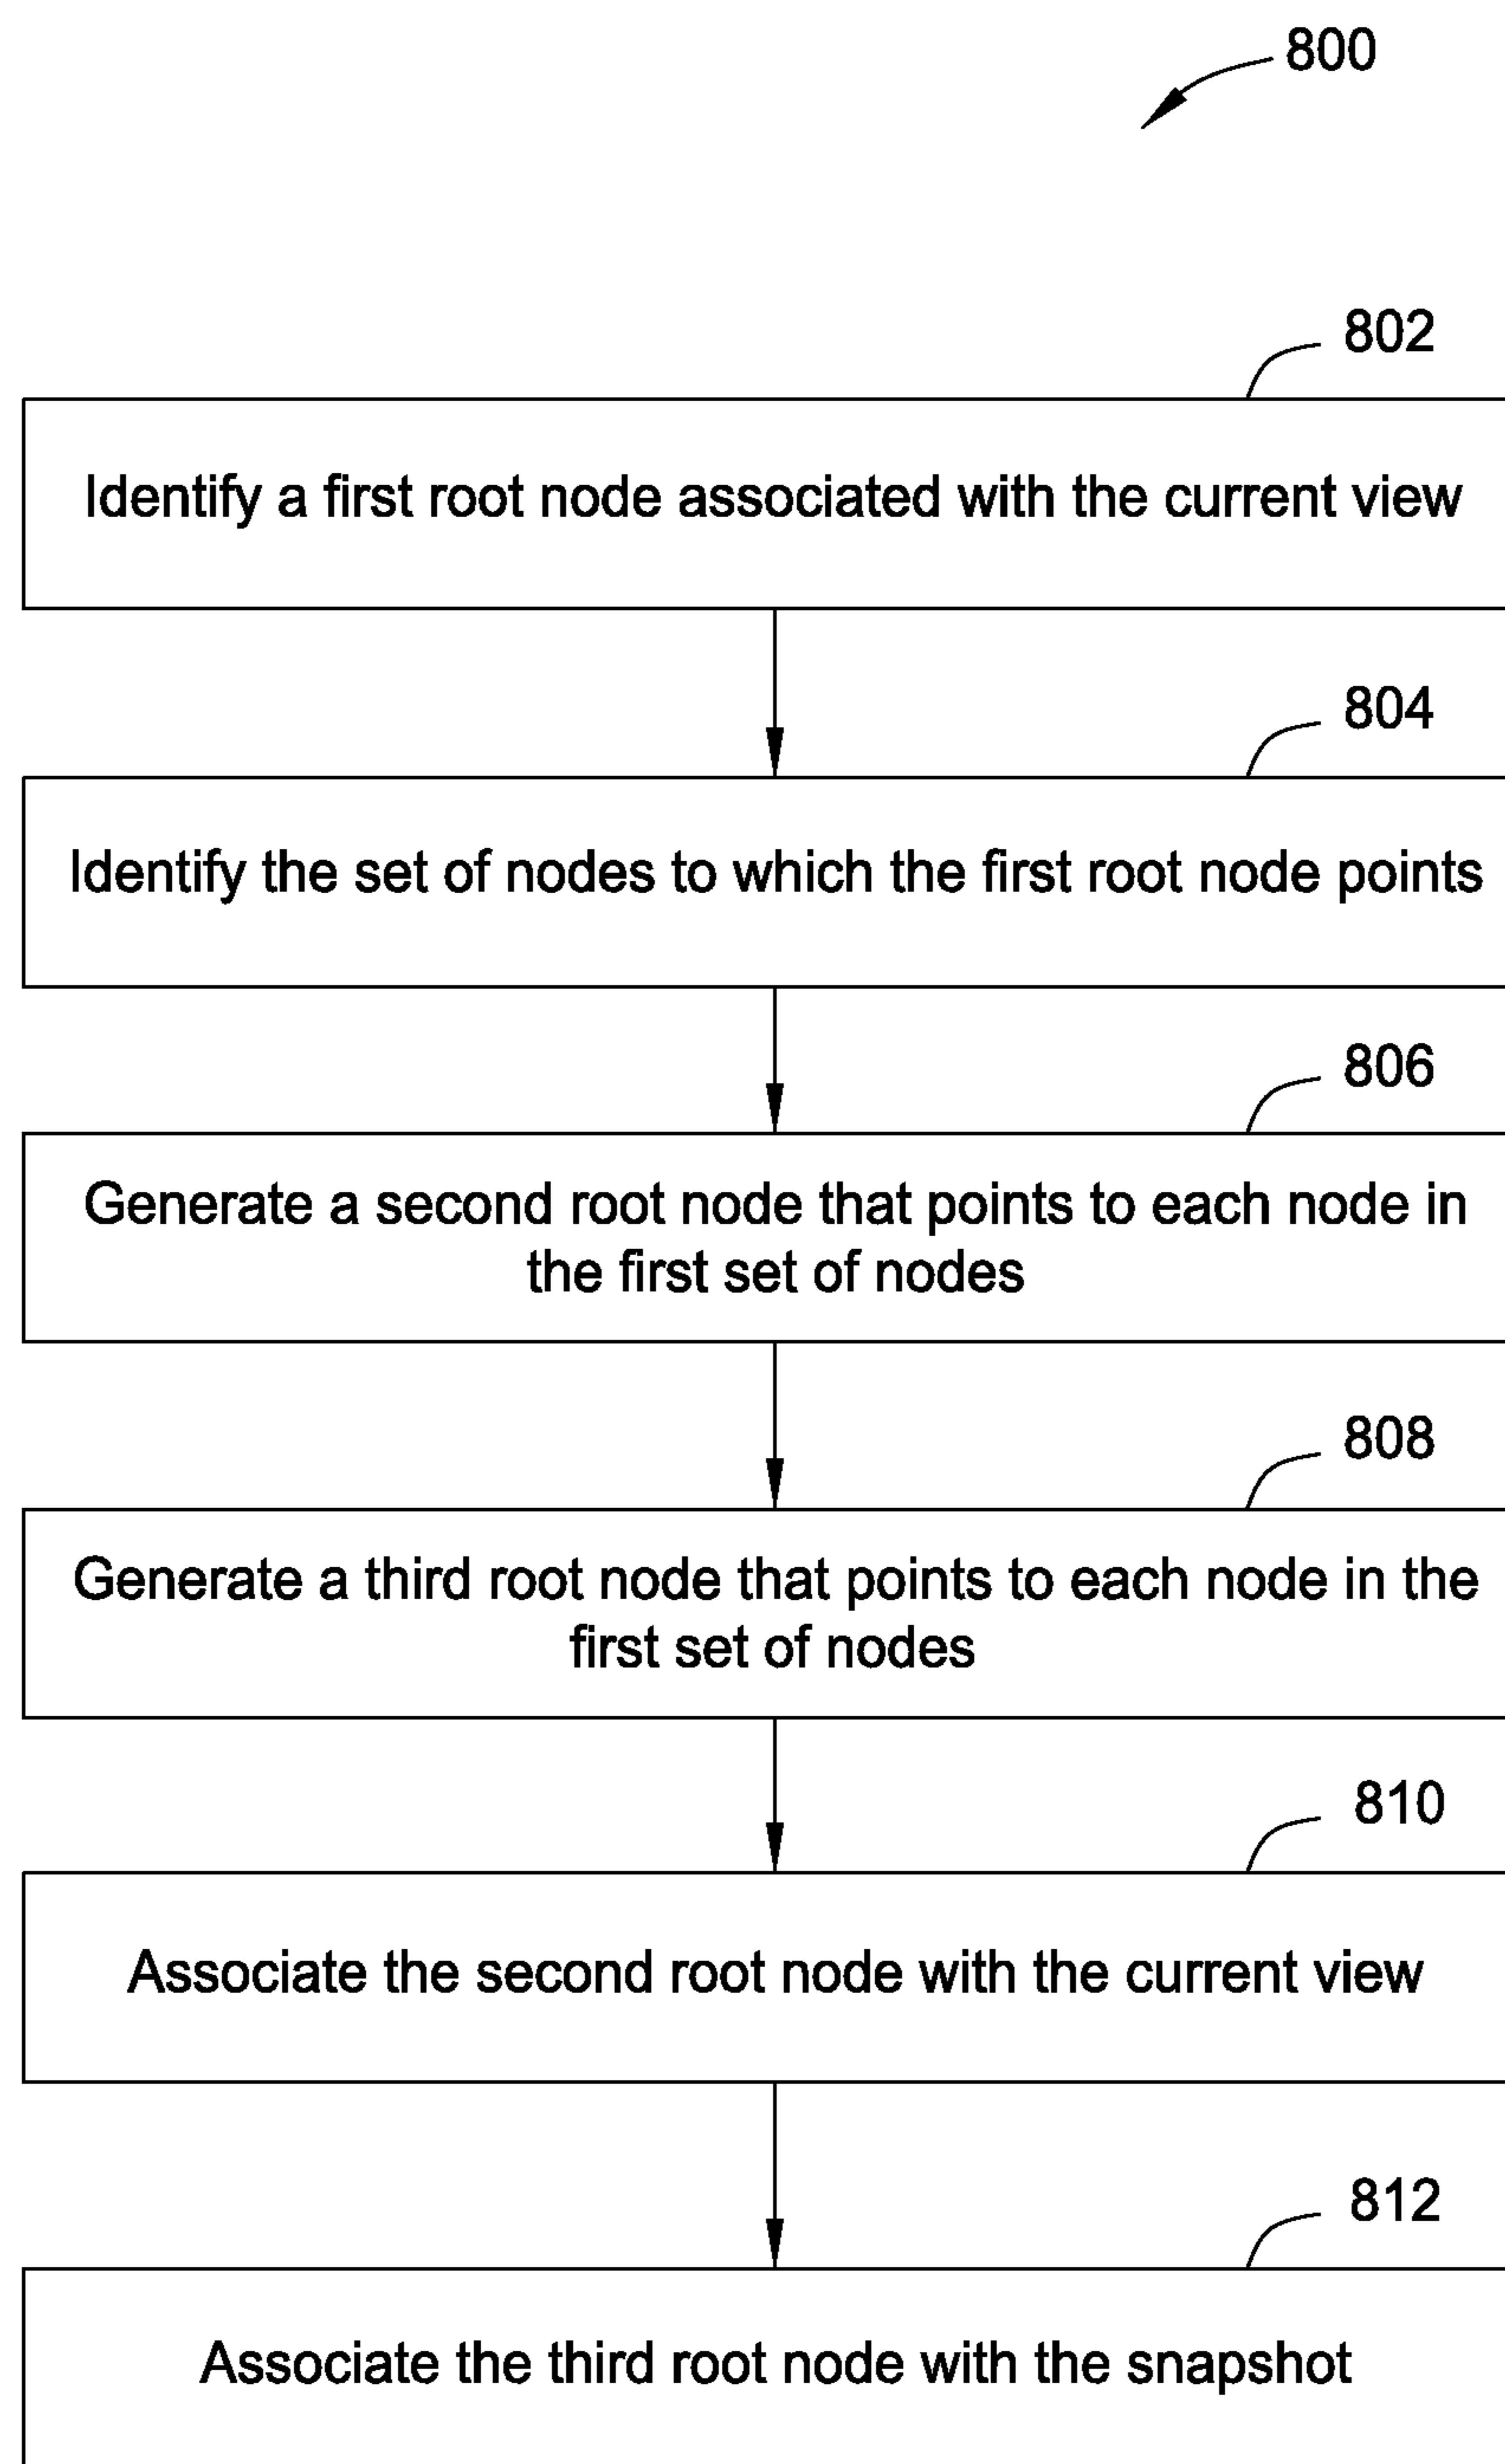 800
802
Identify a first root node associated with the current view
804
Identify the set of nodes to which the first root node points
806
Generate a second root node that points to each node in
the first set of nodes
808
Generate a third root node that points to each node in the
first set of nodes
810
Associate the second root node with the current view
812
Associate the third root node with the snapshot